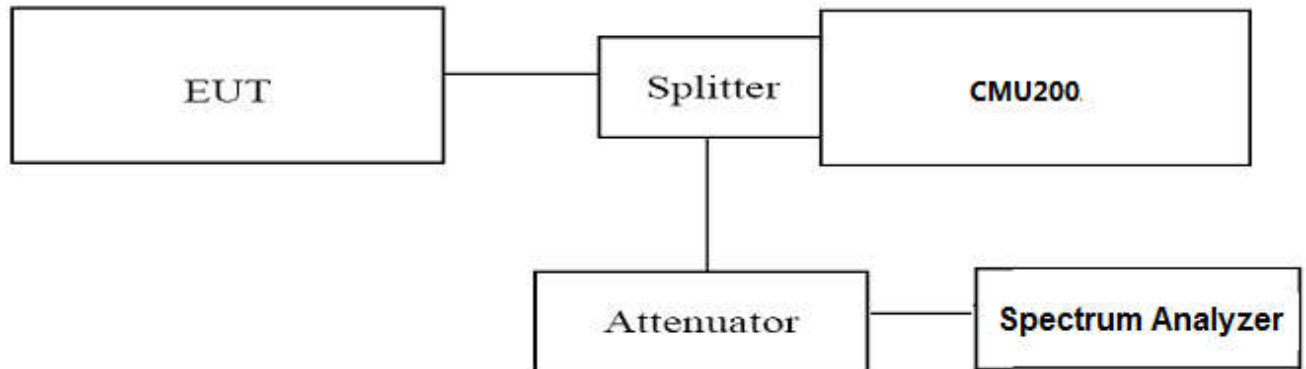 EUT
Splitter
CMU200.
Attenuator
Spectrum Analyzer